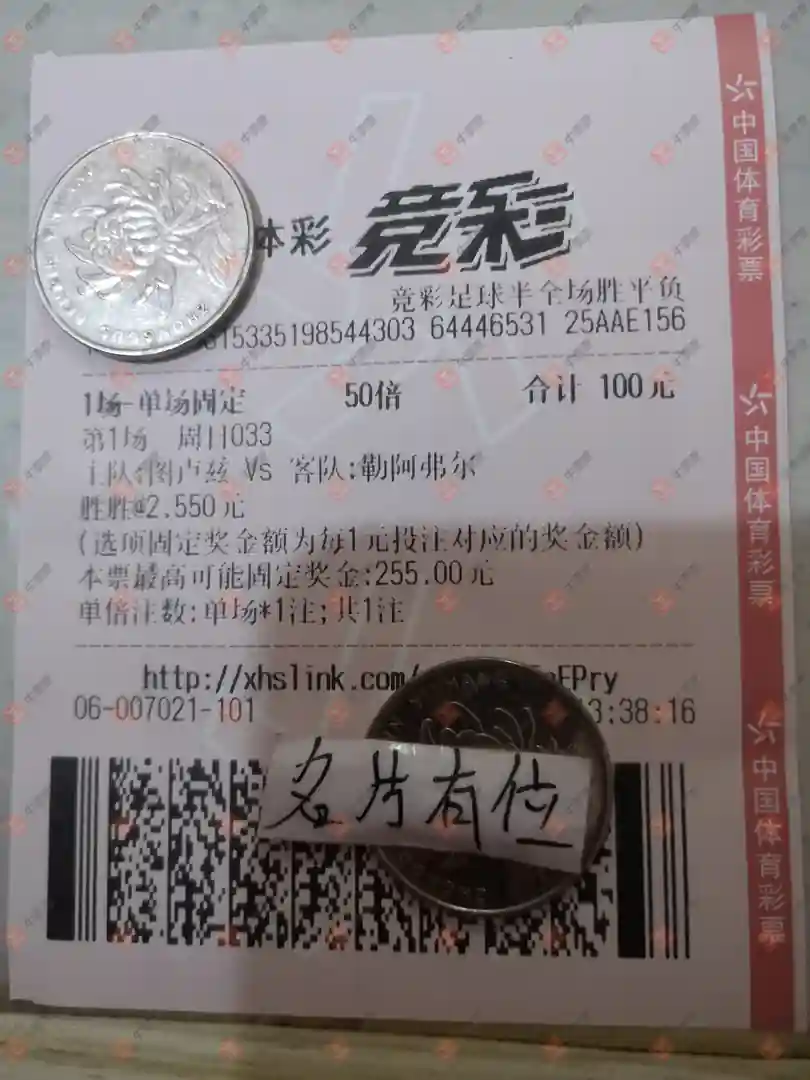 本彩 竞彩
竞彩足球半全场胜平负
15335198544303 64446531 25AAE156
1场-单场固定 50倍 合计 100元
第1场 周日033
主队:图卢兹 Vs 客队:勒阿弗尔
胜胜@2.550元
(选项固定奖金额为每1元投注对应的奖金额)
本票最高可能固定奖金:255.00元
单倍注数:单场*1注;共1注
http://xhslink.com/
FPry
06-007021-101
3:38:16
名片有位
中国体育彩票
中国体育彩票
中国体育彩票